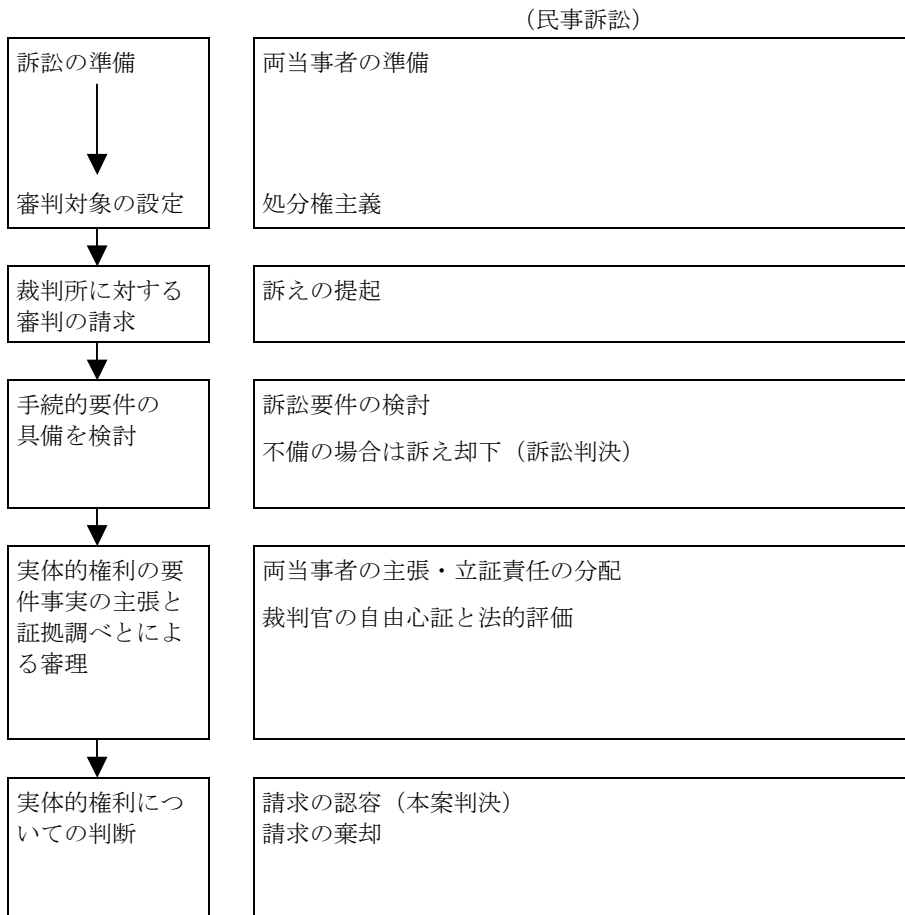 （民事訴訟）
訴訟の準備
審判対象の設定
両当事者の準備
処分権主義
裁判所に対する
審判の請求
訴えの提起
手続的要件の
具備を検討
訴訟要件の検討
不備の場合は訴え却下（訴訟判決）
実体的権利の要
件事実の主張と
証拠調べとによ
る審理
両当事者の主張・立証責任の分配
裁判官の自由心証と法的評価
実体的権利につ
いての判断
請求の認容（本案判決）
請求の棄却